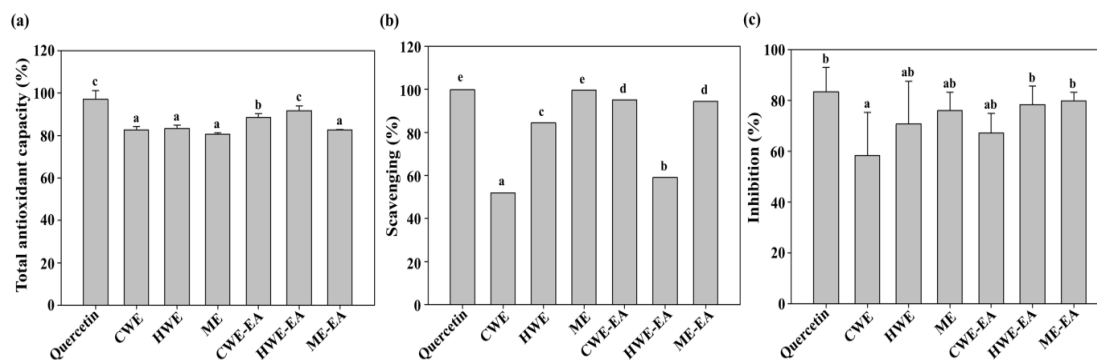 (a)
Total antioxidant capacity (%)
120
100
80
60
40
20
0
c
a
a
a
b
c
a
Quercetin
CWE
HWE
ME
CWE-EA
HWE-EA
ME-EA
(b)
Scavenging (%)
120
100
80
60
40
20
0
e
a
c
e
d
b
d
Quercetin
CWE
HWE
ME
CWE-EA
HWE-EA
ME-EA
(c)
Inhibition (%)
100
80
60
40
20
0
b
a
ab
ab
ab
b
b
Quercetin
CWE
HWE
ME
CWE-EA
HWE-EA
ME-EA